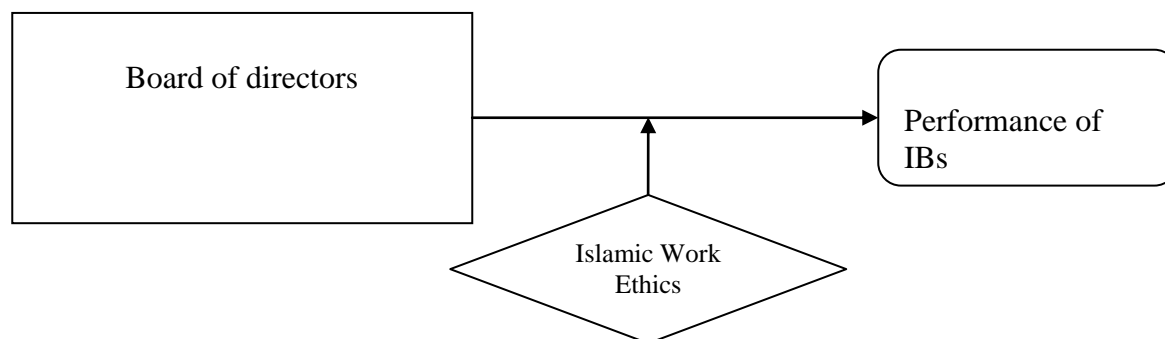 Board of directors
Performance of
IBs
Islamic Work
Ethics